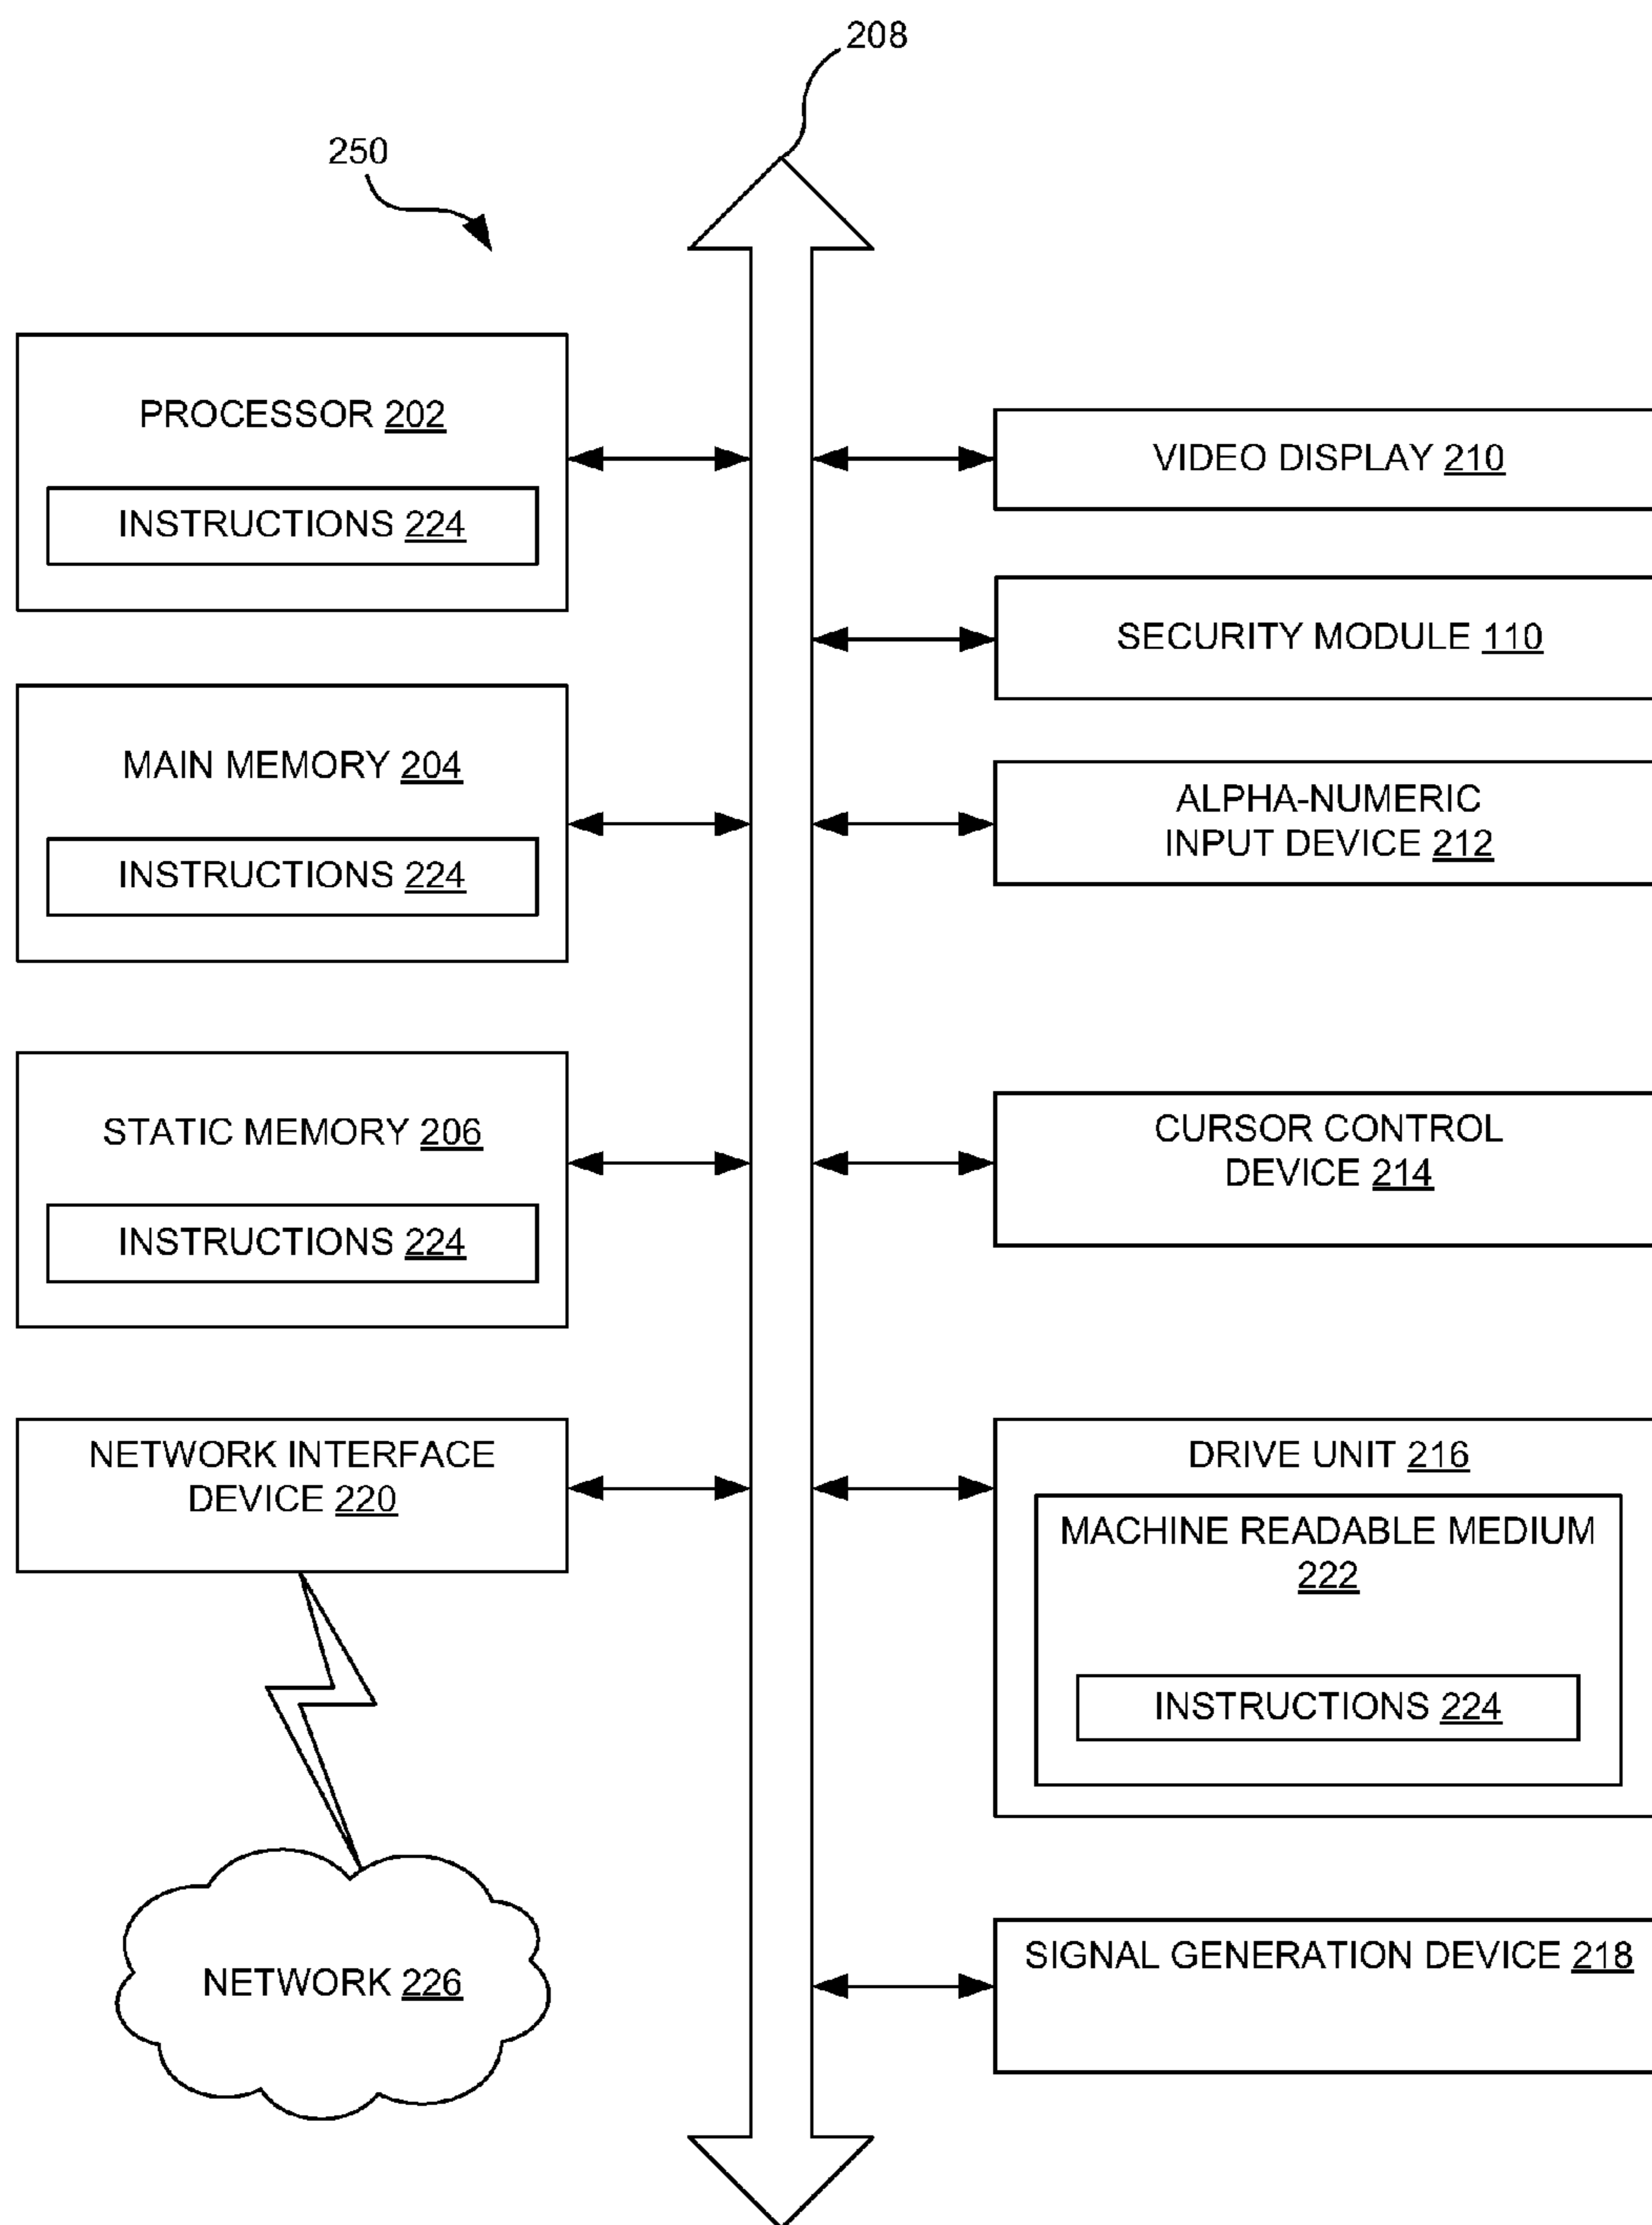 208
250
PROCESSOR 202
INSTRUCTIONS 224
MAIN MEMORY 204
INSTRUCTIONS 224
STATIC MEMORY 206
INSTRUCTIONS 224
NETWORK INTERFACE
DEVICE 220
NETWORK 226
VIDEO DISPLAY 210
SECURITY MODULE 110
ALPHA-NUMERIC
INPUT DEVICE 212
CURSOR CONTROL
DEVICE 214
DRIVE UNIT 216
MACHINE READABLE MEDIUM
222
INSTRUCTIONS 224
SIGNAL GENERATION DEVICE 218